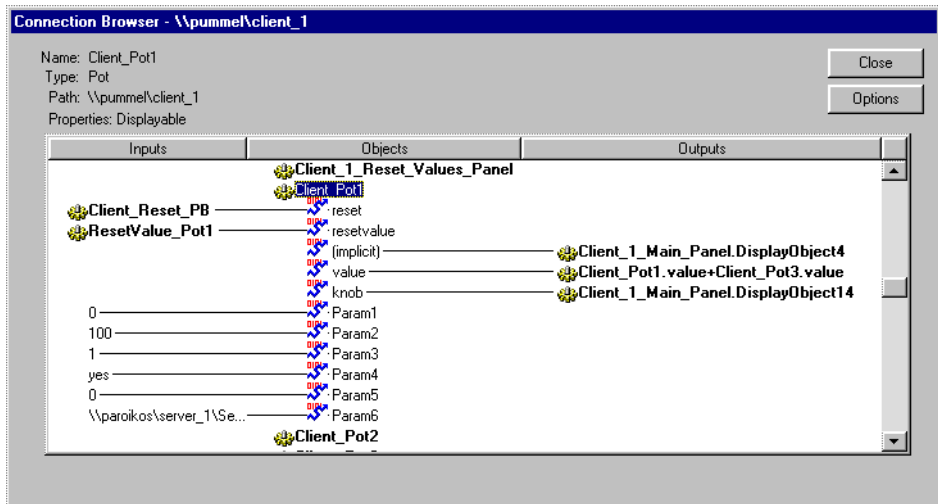 Connection Browser - \\pummel\client_1
Name: Client_Pot1
Type: Pot
Path: \\pummel\client_1
Properties: Displayable
Close
Options
Inputs Objects Outputs
Client_1_Reset_Values_Panel
Client_Pot1
Client_Reset_PB reset
ResetValue_Pot1 resetvalue
(implicit) Client_1_Main_Panel.DisplayObject4
value Client_Pot1.value+Client_Pot3.value
knob Client_1_Main_Panel.DisplayObject14
0 Param1
100 Param2
1 Param3
yes Param4
0 Param5
\\paroikos\server_1\Se... Param6
Client_Pot2